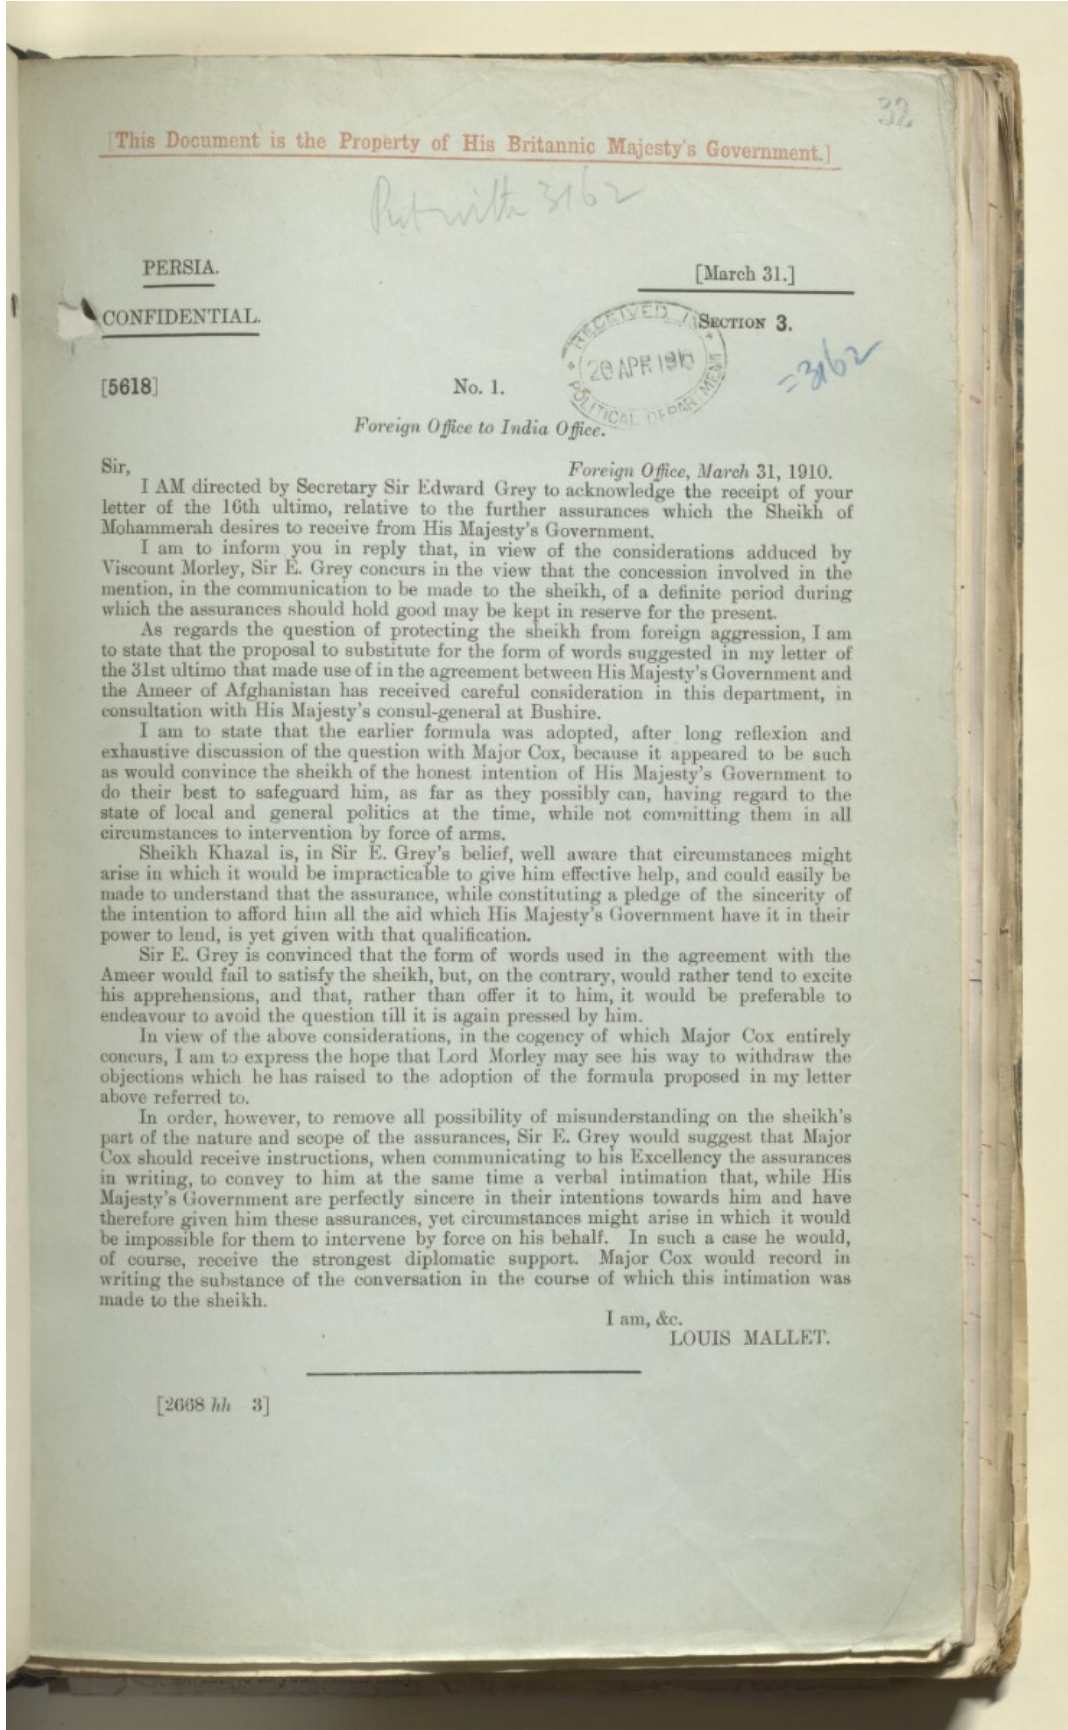 32
[This Document is the Property of His Britannic Majesty's Government.]
Put with 3162
PERSIA.
[March 31.]
CONFIDENTIAL.
SECTION 3.
RECEIVED IN
20 APR 1910
POLITICAL DEPARTMENT
=3162
[5618]
No. 1.
Foreign Office to India Office.
Sir,
Foreign Office, March 31, 1910.
I AM directed by Secretary Sir Edward Grey to acknowledge the receipt of your
letter of the 16th ultimo, relative to the further assurances which the Sheikh of
Mohammerah desires to receive from His Majesty's Government.
I am to inform you in reply that, in view of the considerations adduced by
Viscount Morley, Sir E. Grey concurs in the view that the concession involved in the
mention, in the communication to be made to the sheikh, of a definite period during
which the assurances should hold good may be kept in reserve for the present.
As regards the question of protecting the sheikh from foreign aggression, I am
to state that the proposal to substitute for the form of words suggested in my letter of
the 31st ultimo that made use of in the agreement between His Majesty's Government and
the Ameer of Afghanistan has received careful consideration in this department, in
consultation with His Majesty's consul-general at Bushire.
I am to state that the earlier formula was adopted, after long reflexion and
exhaustive discussion of the question with Major Cox, because it appeared to be such
as would convince the sheikh of the honest intention of His Majesty's Government to
do their best to safeguard him, as far as they possibly can, having regard to the
state of local and general politics at the time, while not committing them in all
circumstances to intervention by force of arms.
Sheikh Khazal is, in Sir E. Grey's belief, well aware that circumstances might
arise in which it would be impracticable to give him effective help, and could easily be
made to understand that the assurance, while constituting a pledge of the sincerity of
the intention to afford him all the aid which His Majesty's Government have it in their
power to lend, is yet given with that qualification.
Sir E. Grey is convinced that the form of words used in the agreement with the
Ameer would fail to satisfy the sheikh, but, on the contrary, would rather tend to excite
his apprehensions, and that, rather than offer it to him, it would be preferable to
endeavour to avoid the question till it is again pressed by him.
In view of the above considerations, in the cogency of which Major Cox entirely
concurs, I am to express the hope that Lord Morley may see his way to withdraw the
objections which he has raised to the adoption of the formula proposed in my letter
above referred to.
In order, however, to remove all possibility of misunderstanding on the sheikh's
part of the nature and scope of the assurances, Sir E. Grey would suggest that Major
Cox should receive instructions, when communicating to his Excellency the assurances
in writing, to convey to him at the same time a verbal intimation that, while His
Majesty's Government are perfectly sincere in their intentions towards him and have
therefore given him these assurances, yet circumstances might arise in which it would
be impossible for them to intervene by force on his behalf. In such a case he would,
of course, receive the strongest diplomatic support. Major Cox would record in
writing the substance of the conversation in the course of which this intimation was
made to the sheikh.
I am, &c.
LOUIS MALLET.
[2668 hh 3]